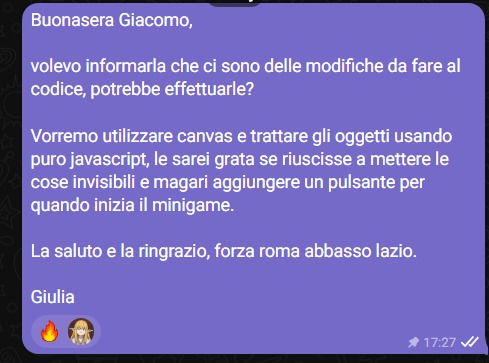 Buonasera Giacomo,
volevo informarla che ci sono delle modifiche da fare al
codice, potrebbe effettuarle?
Vorremo utilizzare canvas e trattare gli oggetti usando
puro javascript, le sarei grata se riuscisse a mettere le
cose invisibili e magari aggiungere un pulsante per
quando inizia il minigame.
La saluto e la ringrazio, forza roma abbasso lazio.
Giulia
17:27